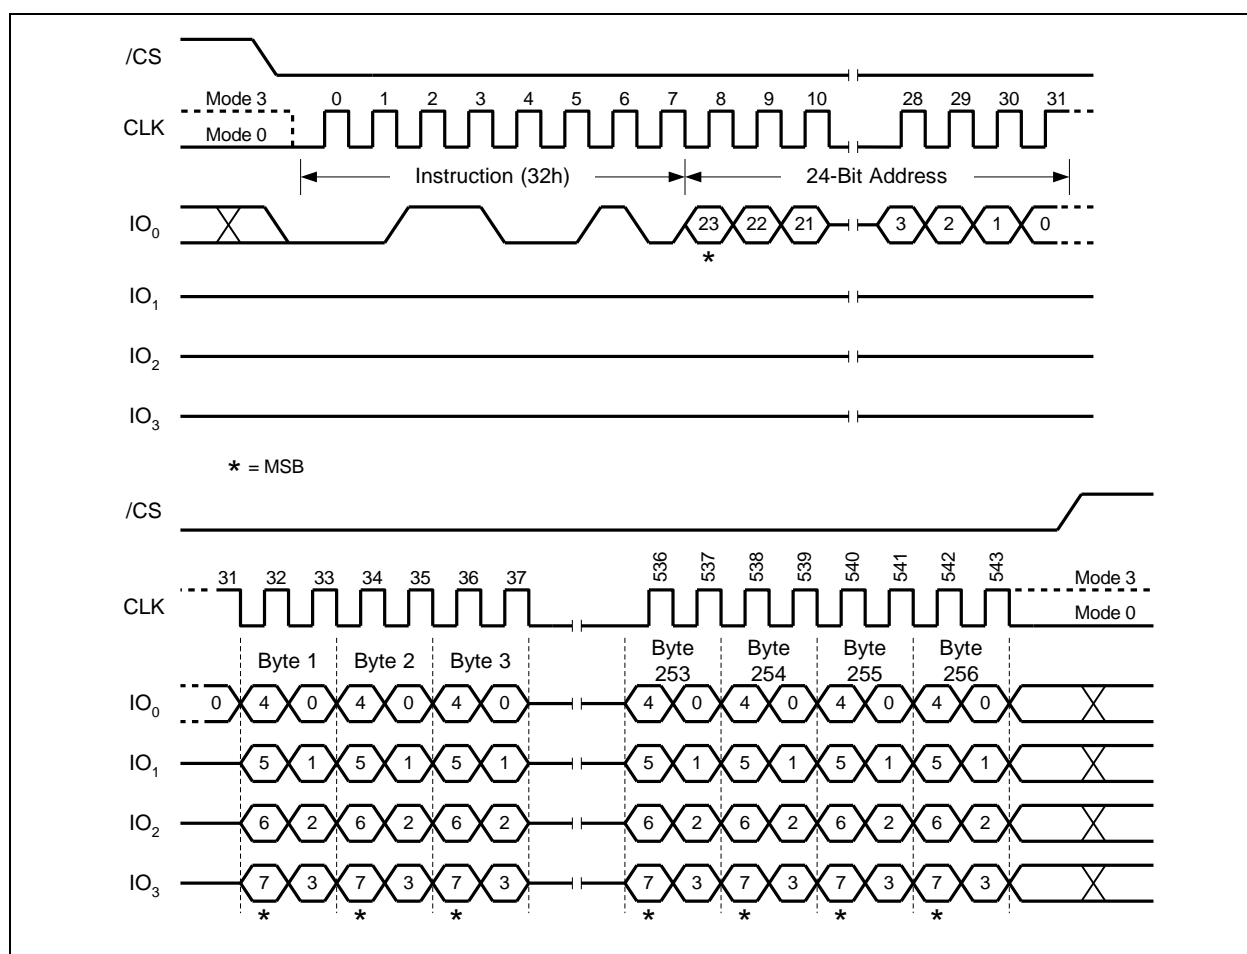 /CS
Mode 3 0 1 2 3 4 5 6 7 8 9 10 28 29 30 31
CLK
Mode 0
Instruction (32h) 24-Bit Address
IO0 23 22 21 3 2 1 0
*
IO1
IO2
IO3
* = MSB
/CS
31 32 33 34 35 36 37 536 537 538 539 540 541 542 543 Mode 3
CLK
Mode 0
Byte 1 Byte 2 Byte 3 Byte 253 Byte 254 Byte 255 Byte 256
IO0 0 4 0 4 0 4 0 4 0 4 0 4 0 4 0
IO1 5 1 5 1 5 1 5 1 5 1 5 1 5 1
IO2 6 2 6 2 6 2 6 2 6 2 6 2 6 2
IO3 7 3 7 3 7 3 7 3 7 3 7 3 7 3
* * * * * * *